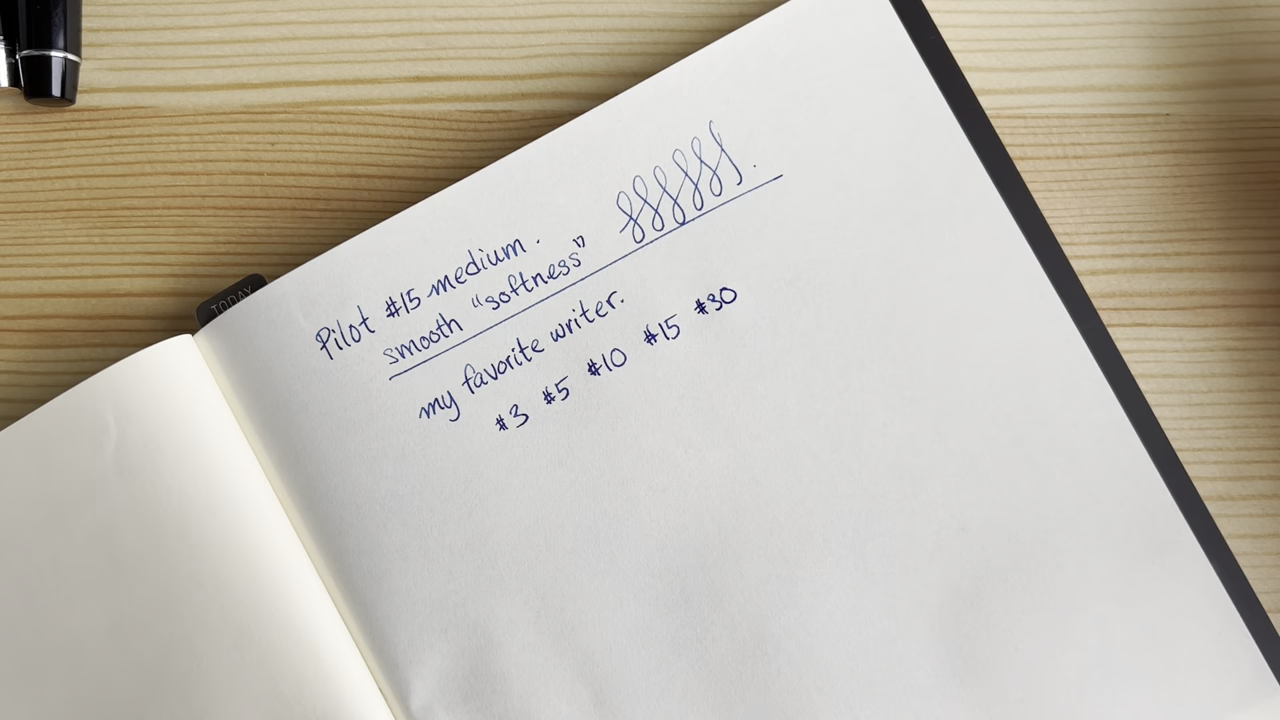 TODAY
Pilot #15 medium.
smooth "softness"
my favorite writer.
#3 #5 #10 #15 #30